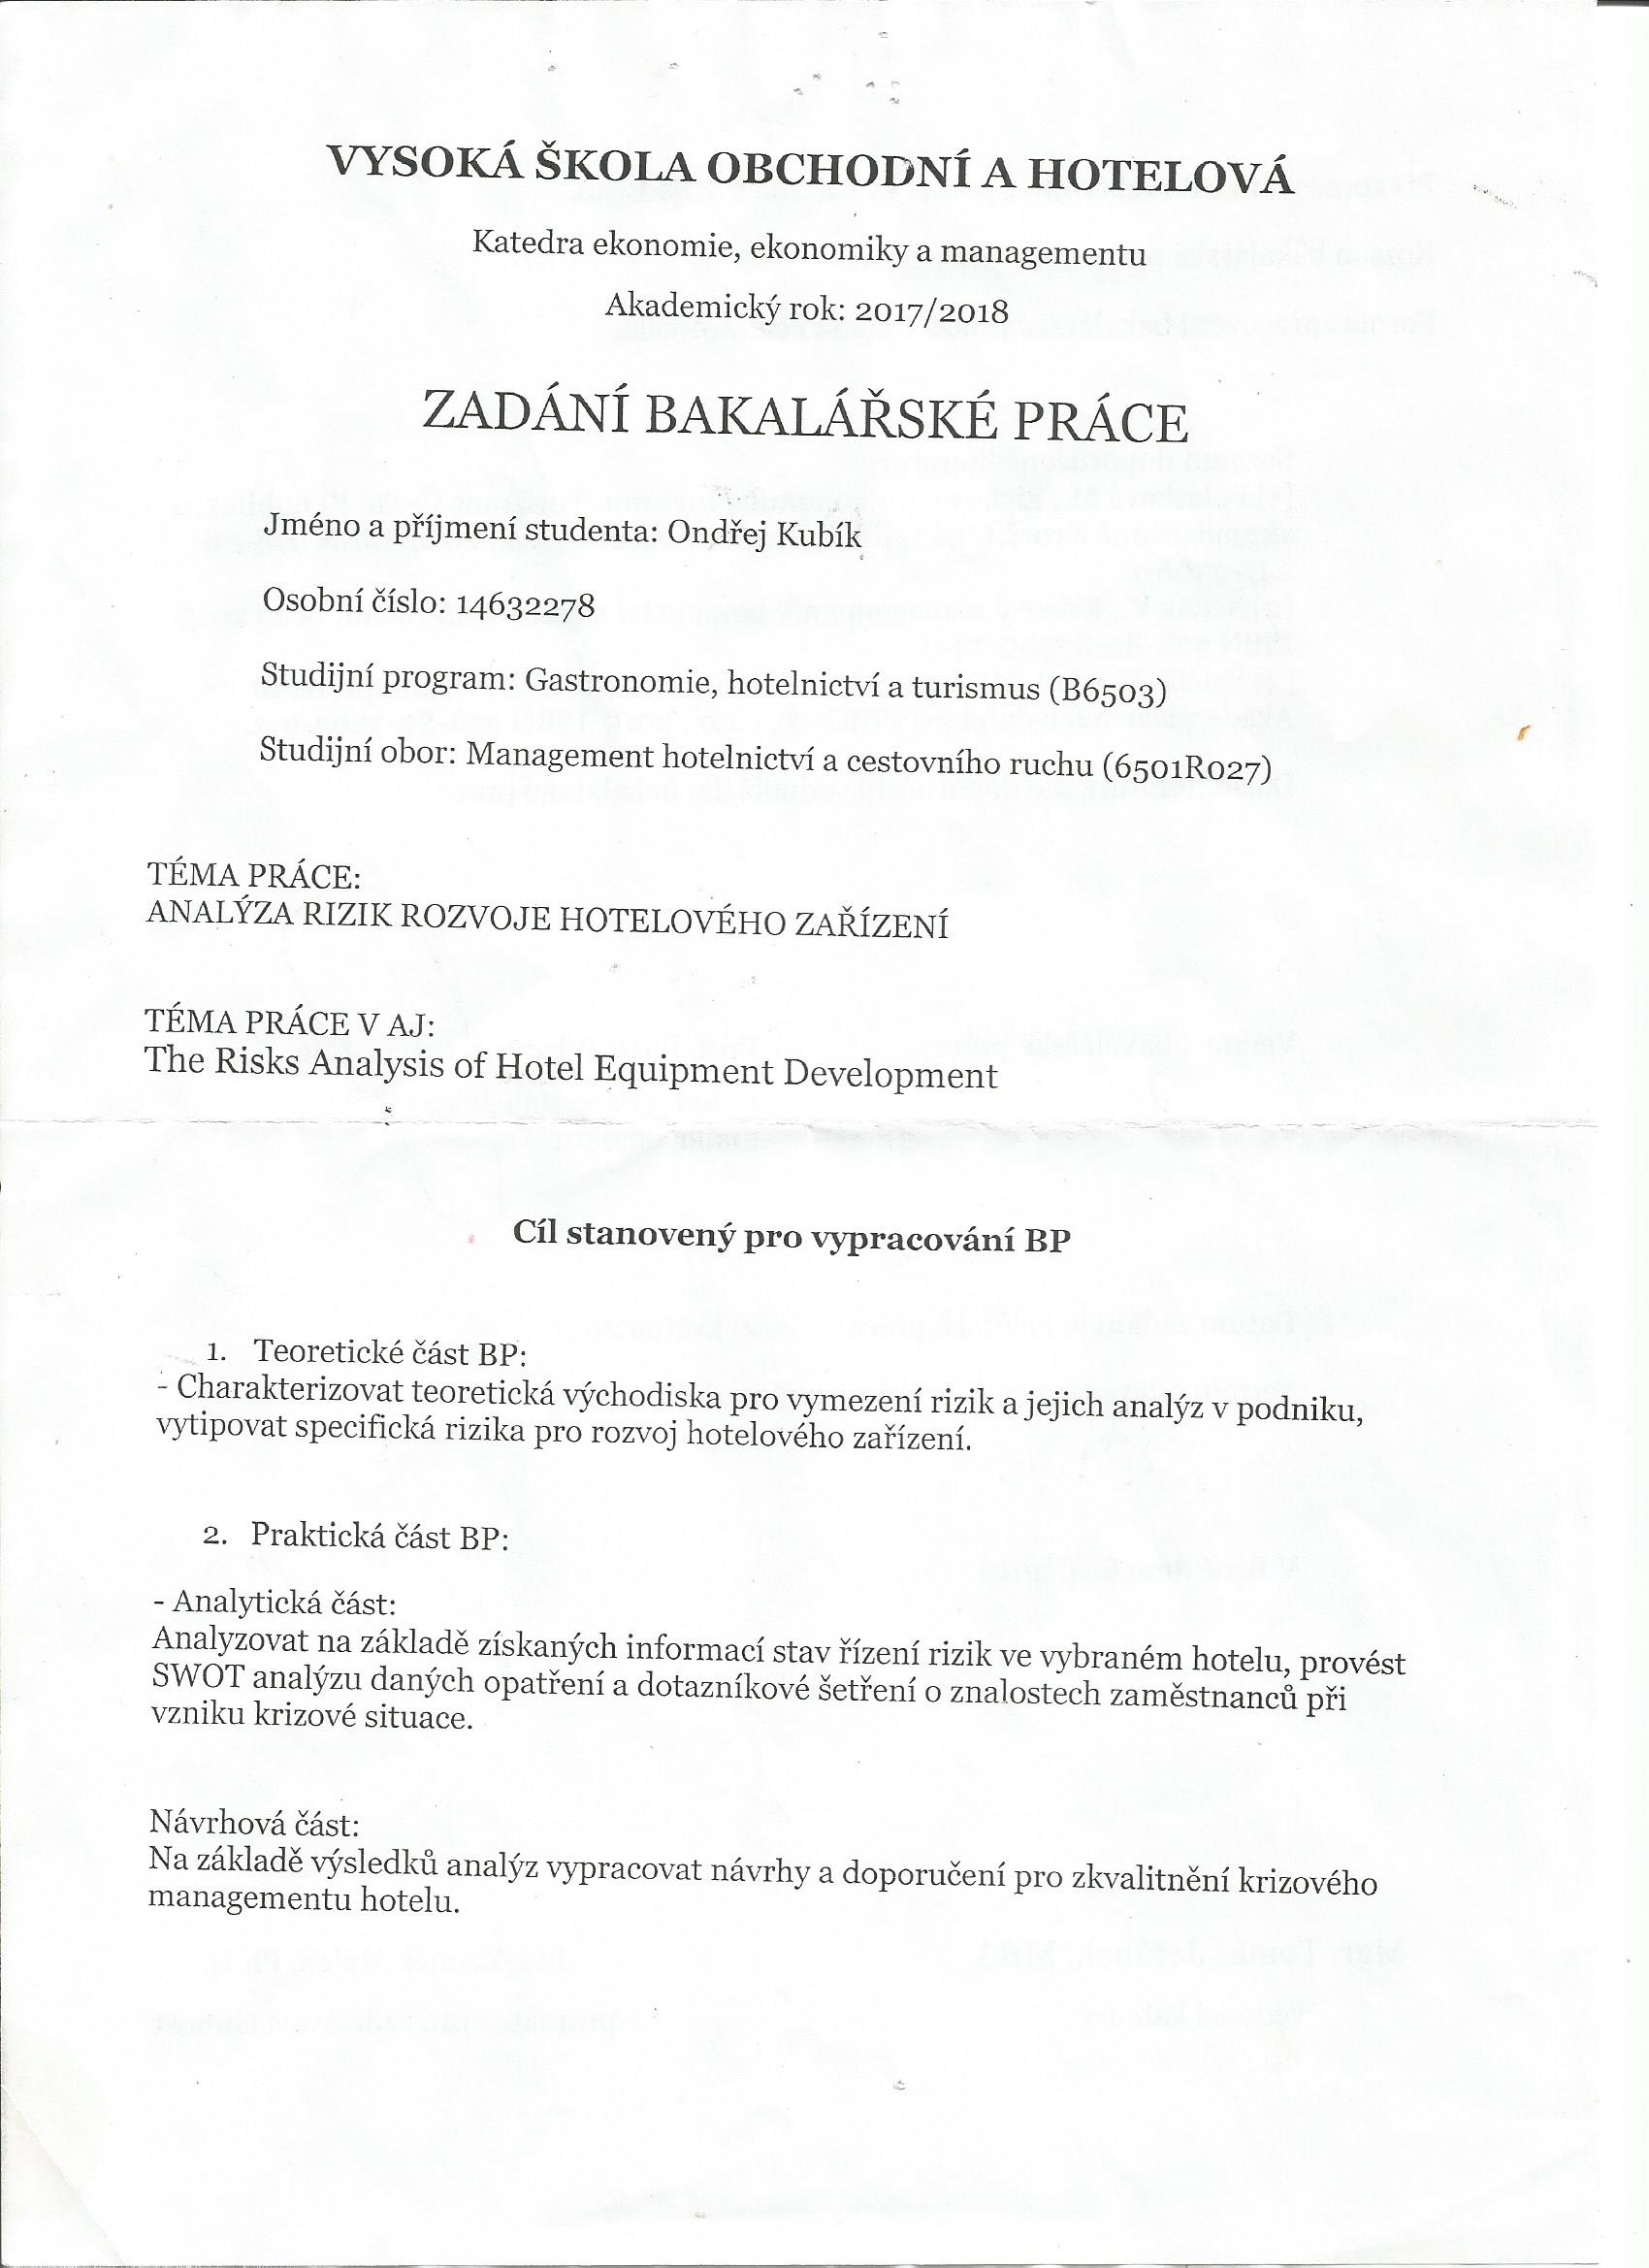 VYSOKÁ ŠKOLA OBCHODNÍ A HOTELOVÁ
Katedra ekonomie, ekonomiky a managementu
Akademický rok: 2017/2018
ZADÁNÍ BAKALÁŘSKÉ PRÁCE
Jméno a příjmení studenta: Ondřej Kubík
Osobní číslo: 14632278
Studijní program: Gastronomie, hotelnictví a turismus (B6503)
Studijní obor: Management hotelnictví a cestovního ruchu (6501R027)
TÉMA PRÁCE:
ANALÝZA RIZIK ROZVOJE HOTELOVÉHO ZAŘÍZENÍ
TÉMA PRÁCE V AJ:
The Risks Analysis of Hotel Equipment Development
Cíl stanovený pro vypracování BP
1. Teoretické část BP:
- Charakterizovat teoretická východiska pro vymezení rizik a jejich analýz v podniku,
vytipovat specifická rizika pro rozvoj hotelového zařízení.
2. Praktická část BP:
- Analytická část:
Analyzovat na základě získaných informací stav řízení rizik ve vybraném hotelu, provést
SWOT analýzu daných opatření a dotazníkové šetření o znalostech zaměstnanců při
vzniku krizové situace.
Návrhová část:
Na základě výsledků analýz vypracovat návrhy a doporučení pro zkvalitnění krizového
managementu hotelu.